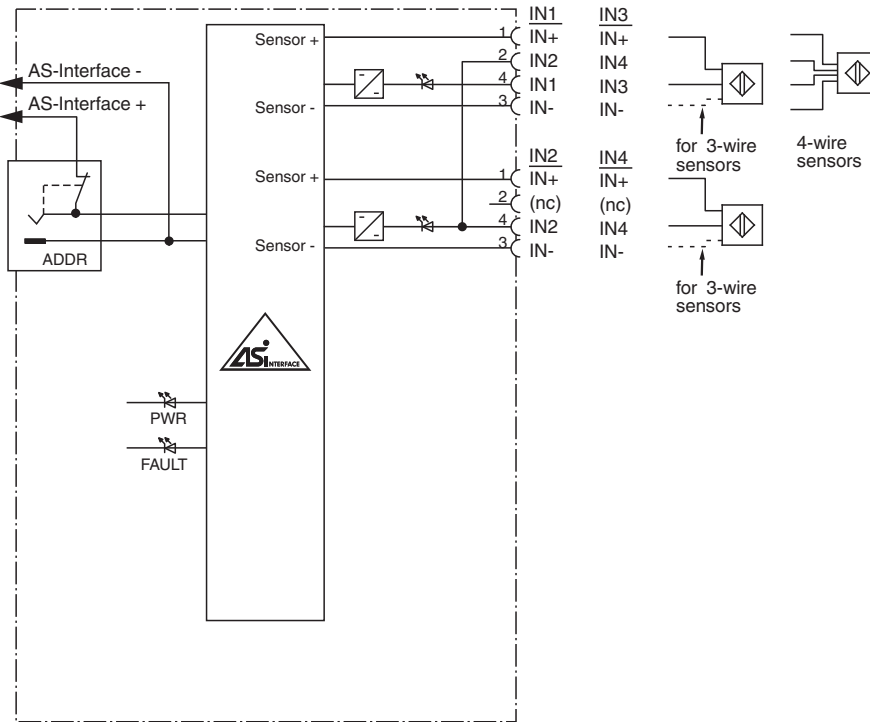 IN1 IN3
Sensor + 1 IN+ IN+
2 IN2 IN4
AS-Interface -
4 IN1 IN3
AS-Interface +
Sensor - 3 IN- IN-
for 3-wire
sensors
4-wire
sensors
IN2 IN4
Sensor + 1 IN+ IN+
2 (nc) (nc)
4 IN2 IN4
Sensor - 3 IN- IN-
ADDR
for 3-wire
sensors
ASi INTERFACE
PWR
FAULT